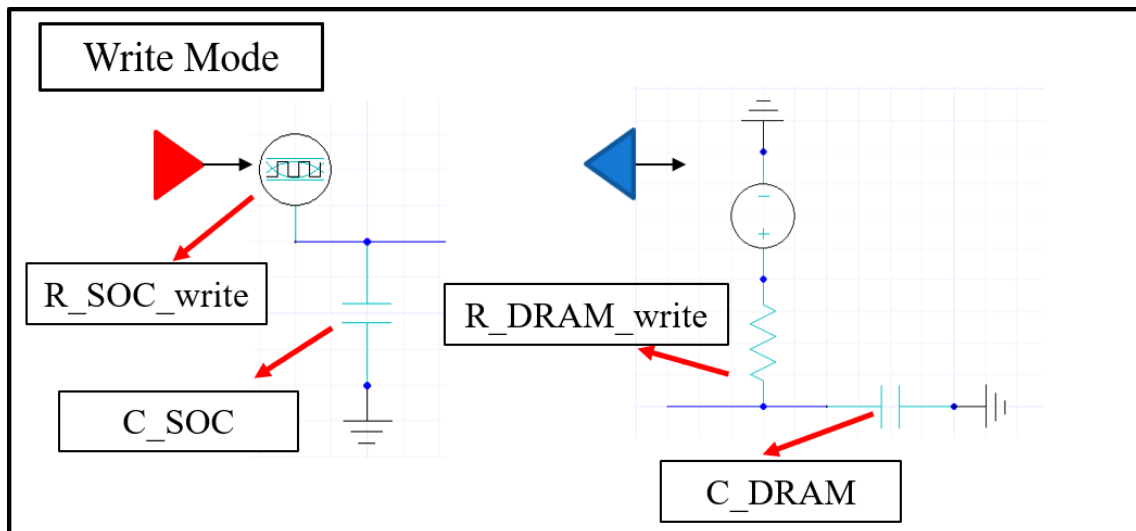 Write Mode
R_SOC_write
R_DRAM_write
C_SOC
C_DRAM